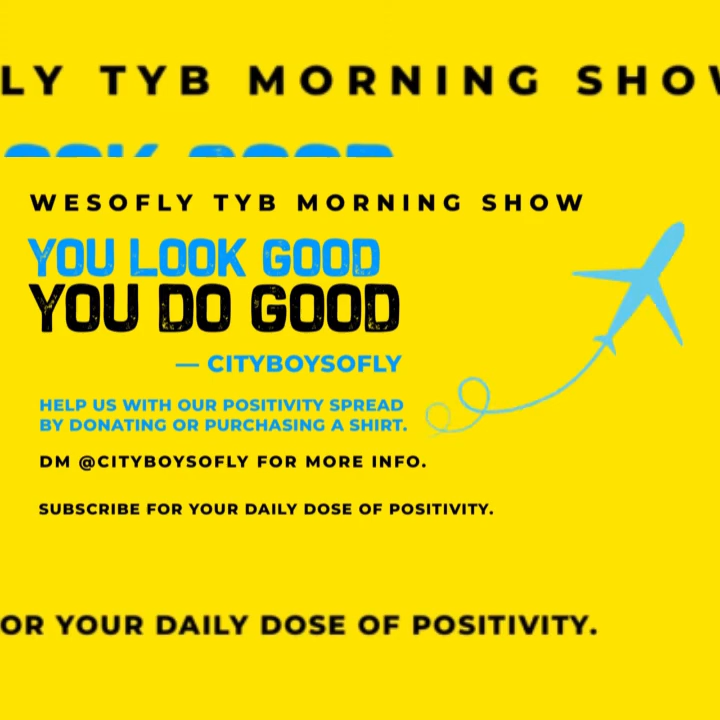 LY TYB MORNING SHOW
OOK GOOD
WESOFLY TYB MORNING SHOW
YOU LOOK GOOD
YOU DO GOOD
— CITYBOYSOFLY
HELP US WITH OUR POSITIVITY SPREAD
BY DONATING OR PURCHASING A SHIRT.
DM @CITYBOYSOFLY FOR MORE INFO.
SUBSCRIBE FOR YOUR DAILY DOSE OF POSITIVITY.
OR YOUR DAILY DOSE OF POSITIVITY.